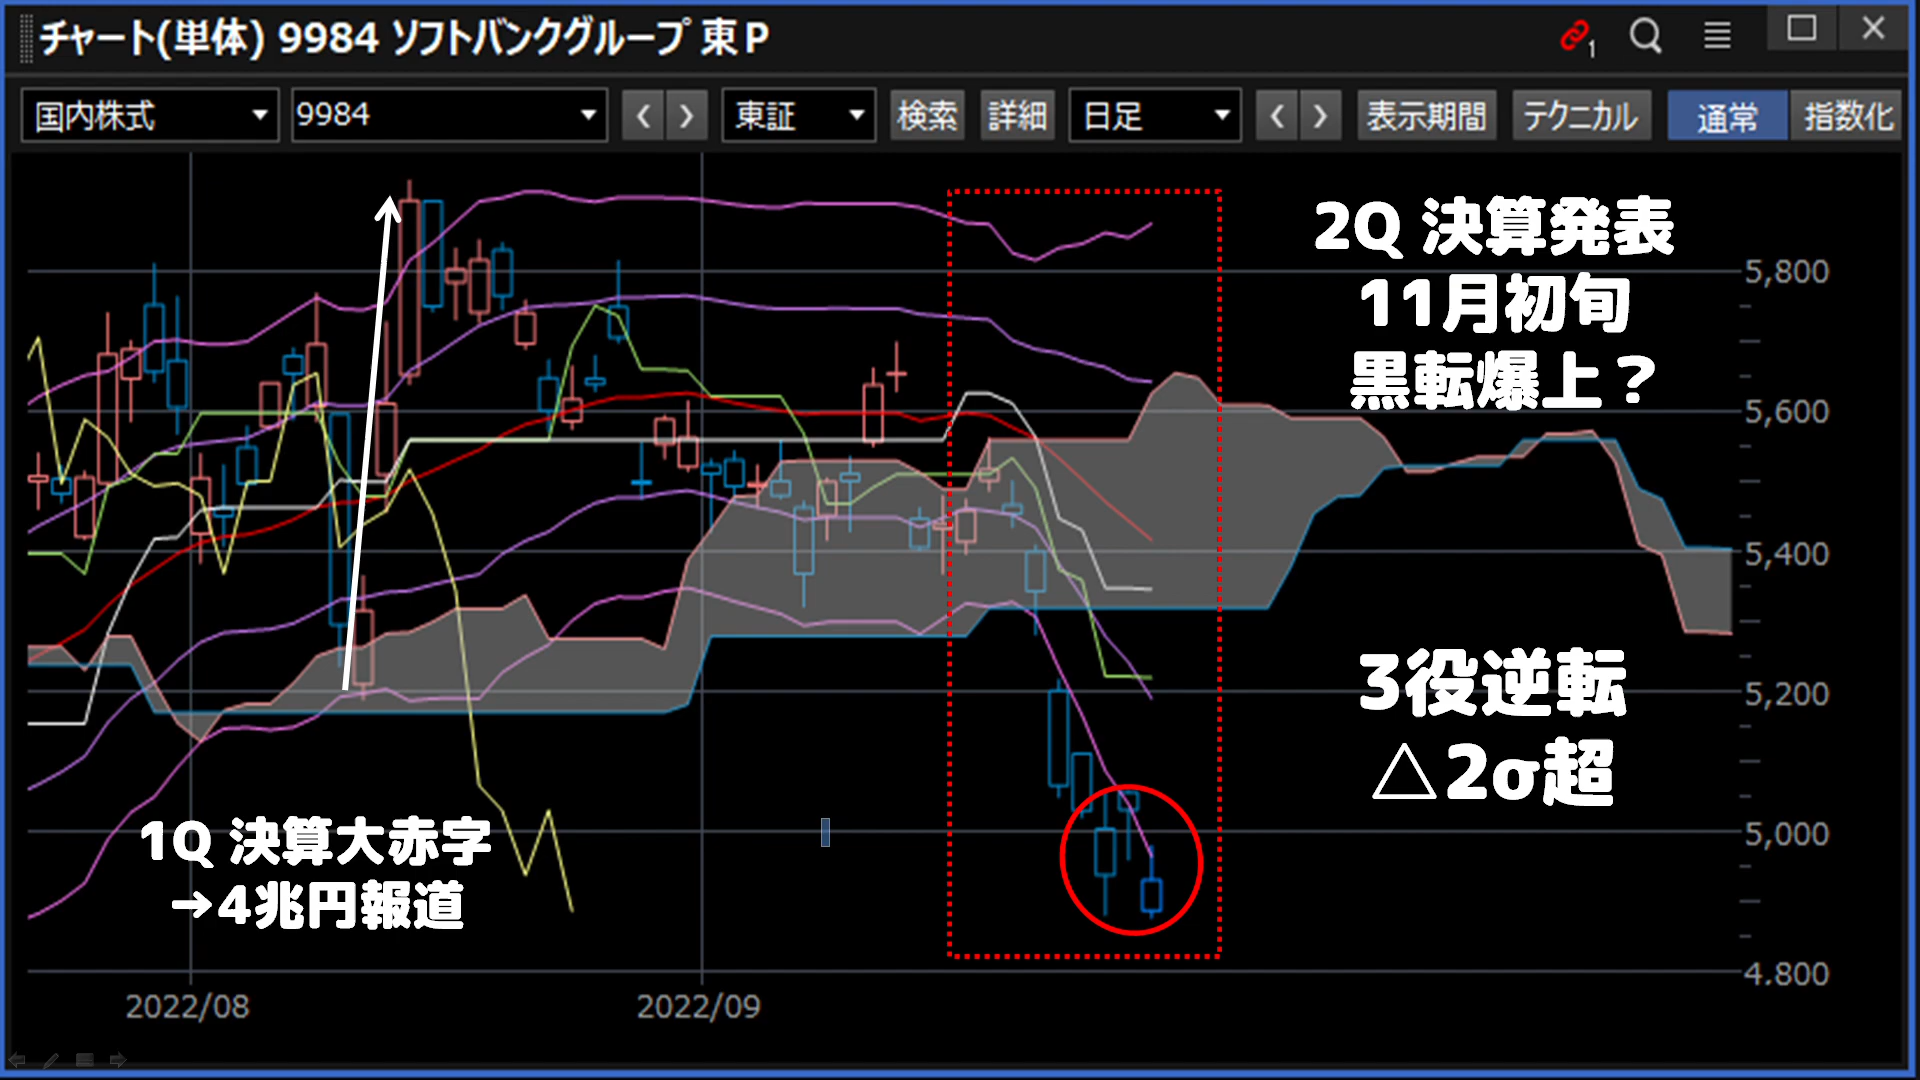 チャート(単体) 9984 ソフトバンクグループ 東P
1
国内株式 9984 東証 検索 詳細 日足 表示期間 テクニカル 通常 指数化
2Q 決算発表
11月初旬
黒転爆上？
5,800
5,600
5,400
5,200
5,000
4.800
3役逆転
△2σ超
1Q 決算大赤字
→4兆円報道
2022/08
2022/09